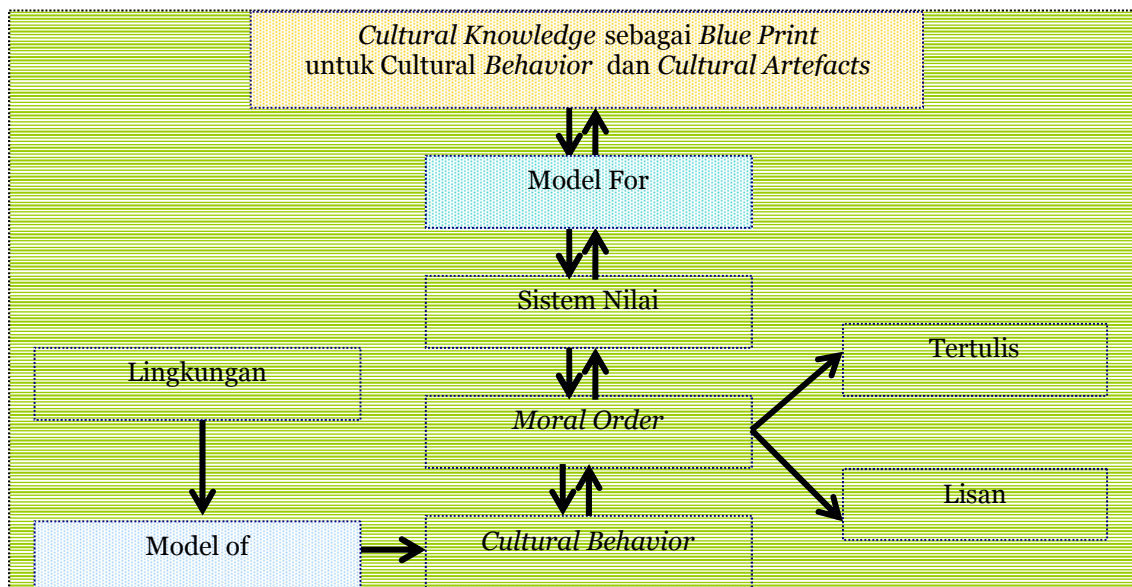 Cultural Knowledge sebagai Blue Print
untuk Cultural Behavior dan Cultural Artefacts
Model For
Sistem Nilai
Tertulis
Lingkungan
Moral Order
Lisan
Model of
Cultural Behavior